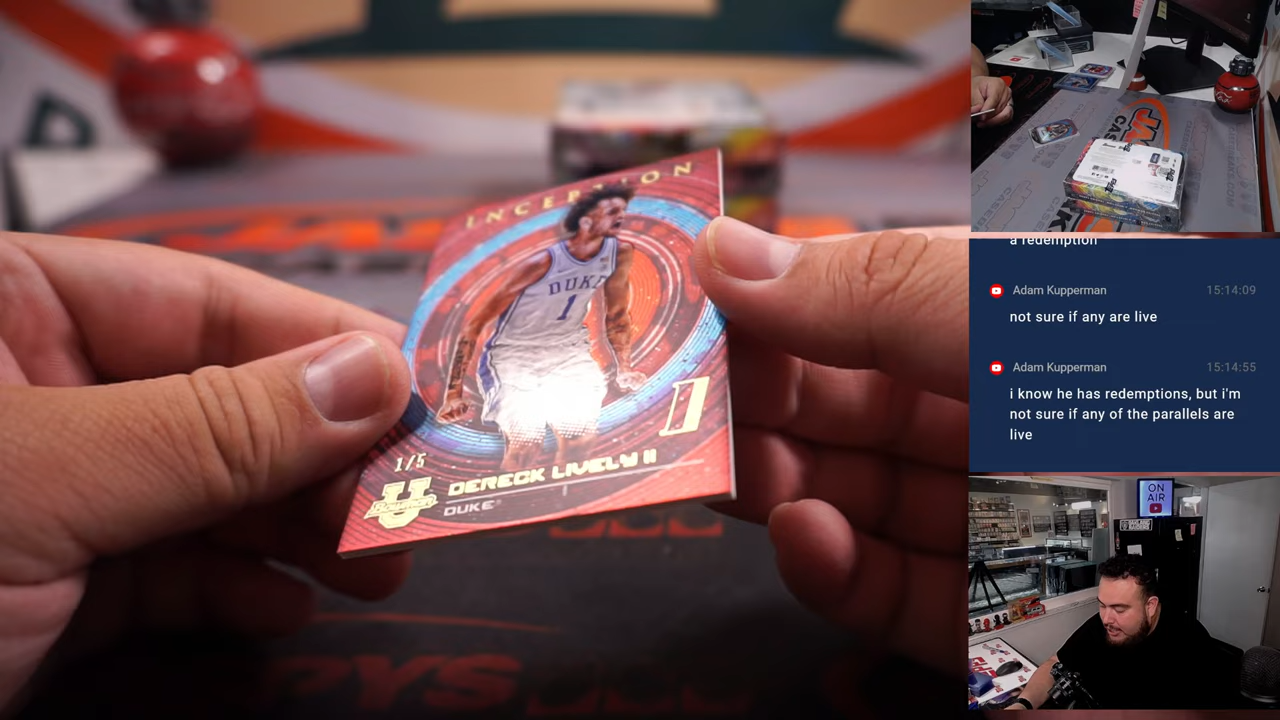 INCEPTION
DUKE
1
1/5
BOWMAN U
DERECK LIVELY II
DUKE
a redemption
Adam Kupperman 15:14:09
not sure if any are live
Adam Kupperman 15:14:55
i know he has redemptions, but i'm
not sure if any of the parallels are
live
ON
AIR